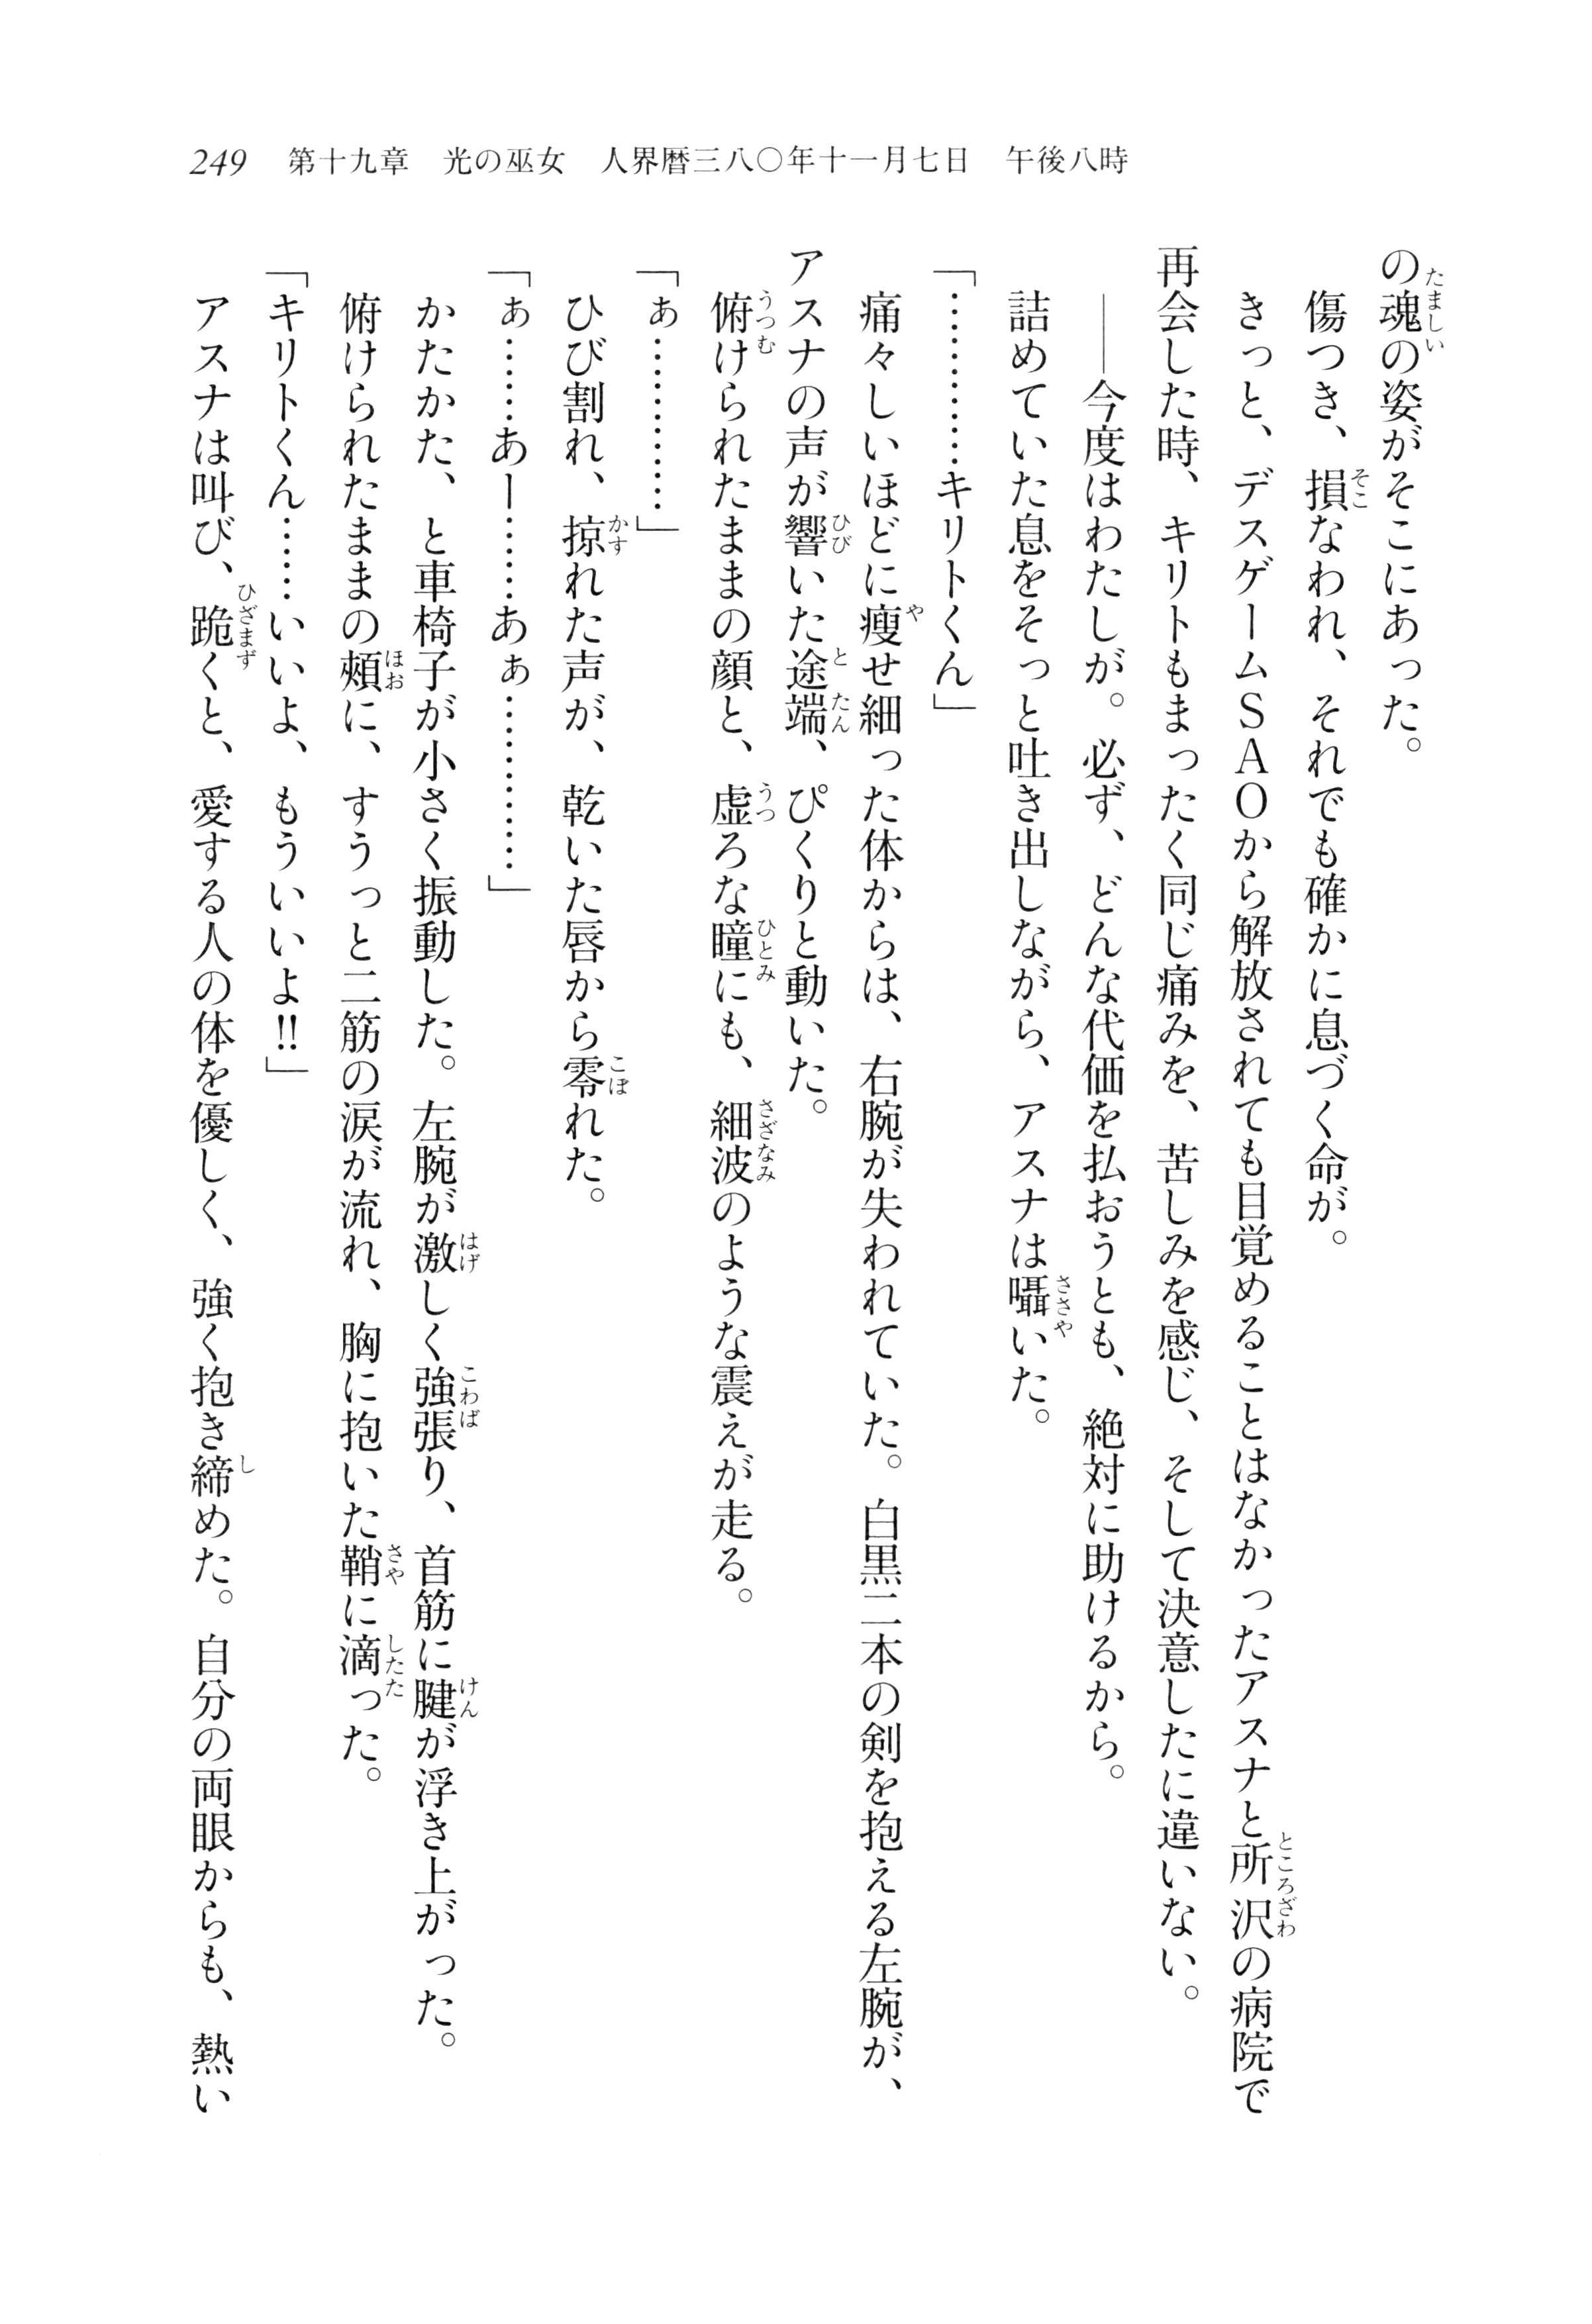 249　第十九章　光の巫女　人界暦三八〇年十一月七日　午後八時
の魂の姿がそこにあった。
傷つき、損なわれ、それでも確かに息づく命が。
きっと、デスゲームＳＡＯから解放されても目覚めることはなかったアスナと所沢の病院で
再会した時、キリトもまったく同じ痛みを、苦しみを感じ、そして決意したに違いない。
――今度はわたしが。必ず、どんな代価を払おうとも、絶対に助けるから。
詰めていた息をそっと吐き出しながら、アスナは囁いた。
「…………キリトくん」
痛々しいほどに瘦せ細った体からは、右腕が失われていた。白黒二本の剣を抱える左腕が、
アスナの声が響いた途端、ぴくりと動いた。
俯けられたままの顔と、虚ろな瞳にも、細波のような震えが走る。
「ぁ…………」
ひび割れ、掠れた声が、乾いた唇から零れた。
「ぁ……あー……あぁ…………」
かたかた、と車椅子が小さく振動した。左腕が激しく強張り、首筋に腱が浮き上がった。
俯けられたままの頰に、すうっと二筋の涙が流れ、胸に抱いた鞘に滴った。
「キリトくん……いいよ、もういいよ!!」
アスナは叫び、跪くと、愛する人の体を優しく、強く抱き締めた。自分の両眼からも、熱い